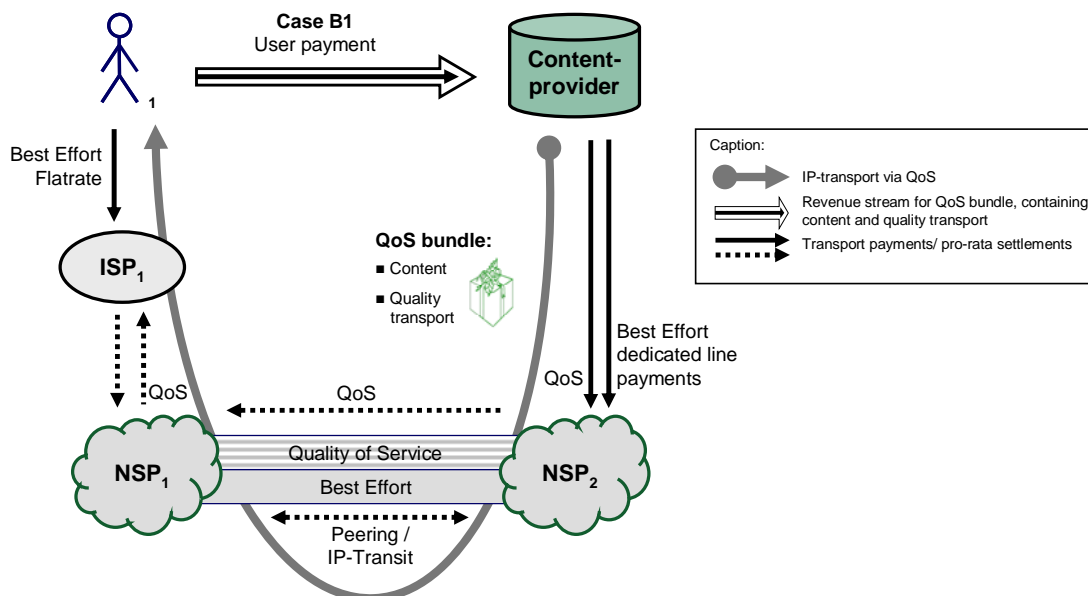 Case B1
User payment
Content-
provider
1
Best Effort
Flatrate
Caption:
IP-transport via QoS
Revenue stream for QoS bundle, containing
content and quality transport
Transport payments/ pro-rata settlements
QoS bundle:
■ Content
■ Quality
transport
ISP1
Best Effort
dedicated line
payments
QoS
QoS
QoS
Quality of Service
NSP1
NSP2
Best Effort
Peering /
IP-Transit